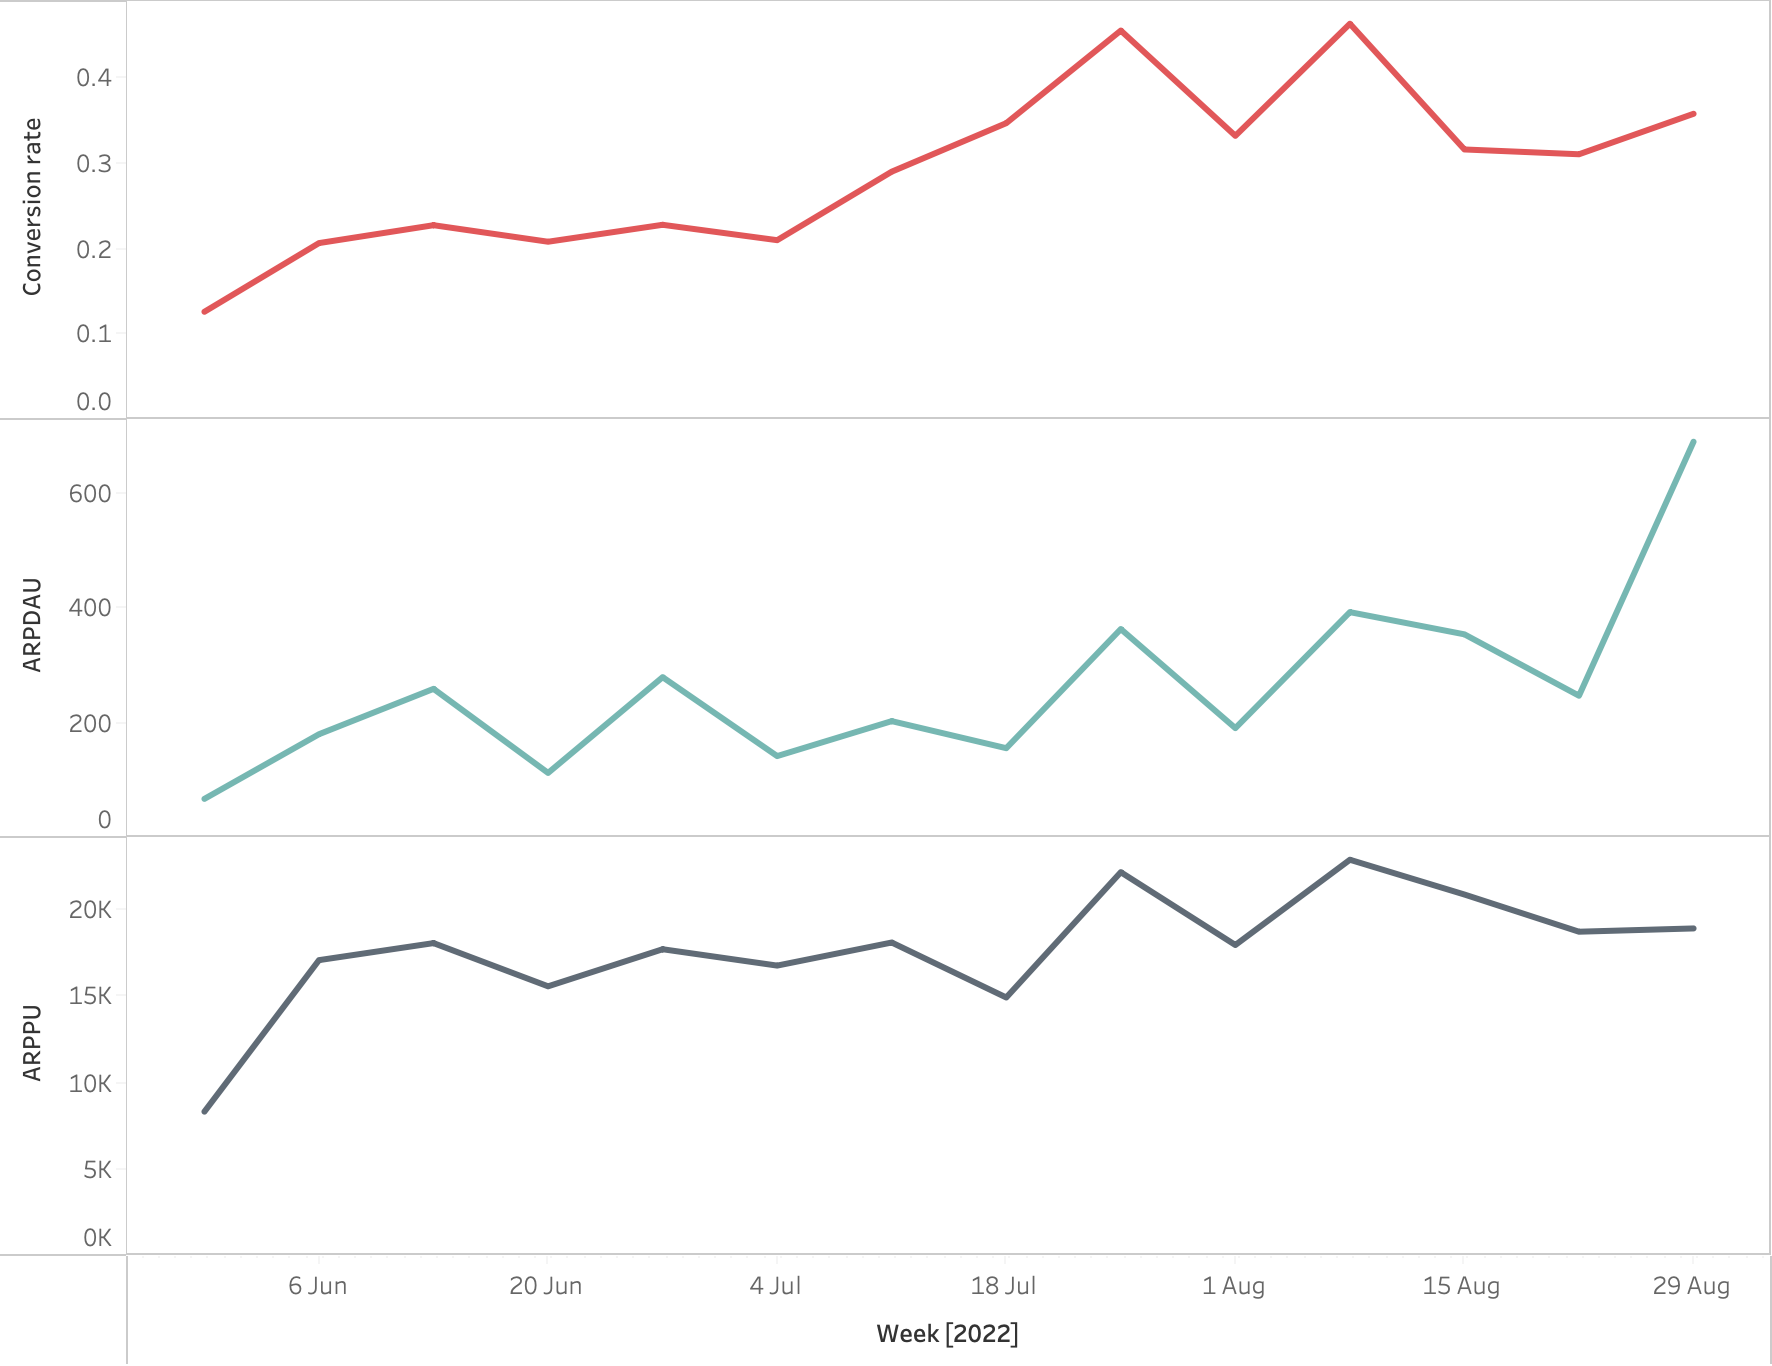 Conversion rate
0.4
0.3
0.2
0.1
0.0
ARPDAU
600
400
200
0
ARPPU
20K
15K
10K
5K
0K
6 Jun 20 Jun 4 Jul 18 Jul 1 Aug 15 Aug 29 Aug
Week [2022]